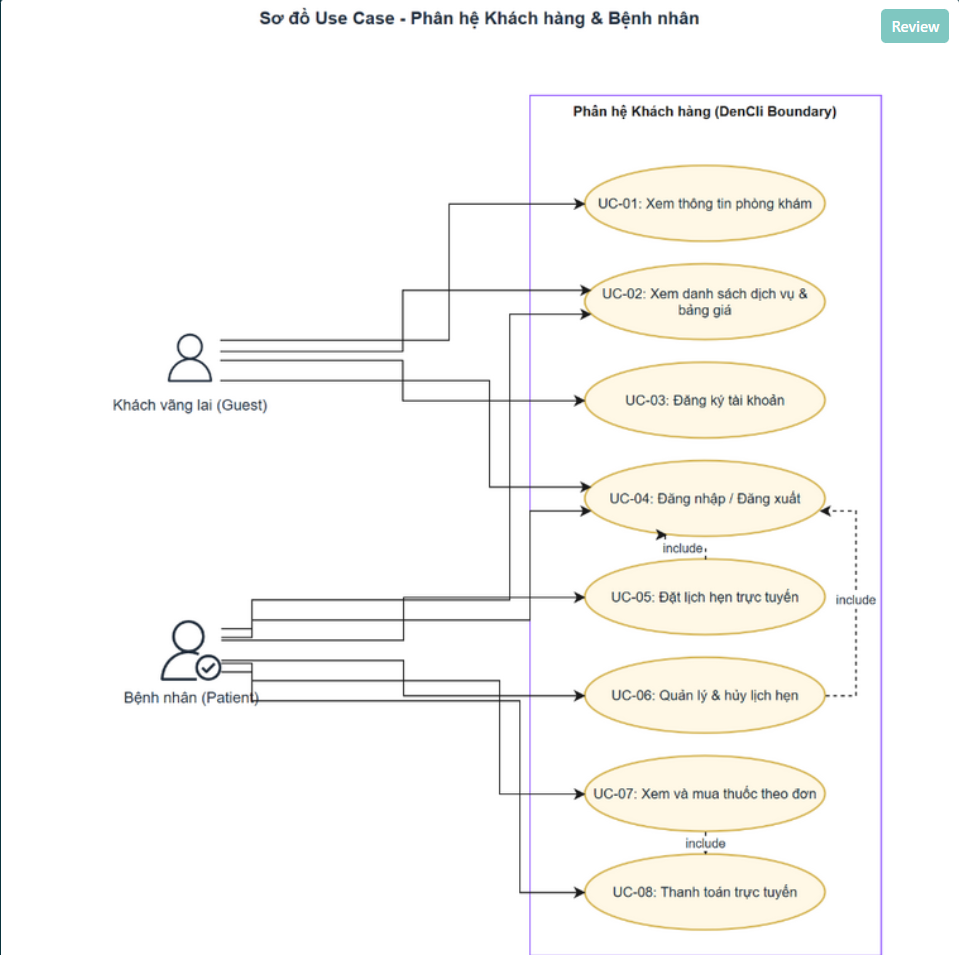 Sơ đồ Use Case - Phân hệ Khách hàng & Bệnh nhân
Review
Phân hệ Khách hàng (DenCli Boundary)
UC-01: Xem thông tin phòng khám
UC-02: Xem danh sách dịch vụ &
bảng giá
Khách vãng lai (Guest)
UC-03: Đăng ký tài khoản
UC-04: Đăng nhập / Đăng xuất
include
UC-05: Đặt lịch hẹn trực tuyến
include
Bệnh nhân (Patient)
UC-06: Quản lý & hủy lịch hẹn
UC-07: Xem và mua thuốc theo đơn
include
UC-08: Thanh toán trực tuyến